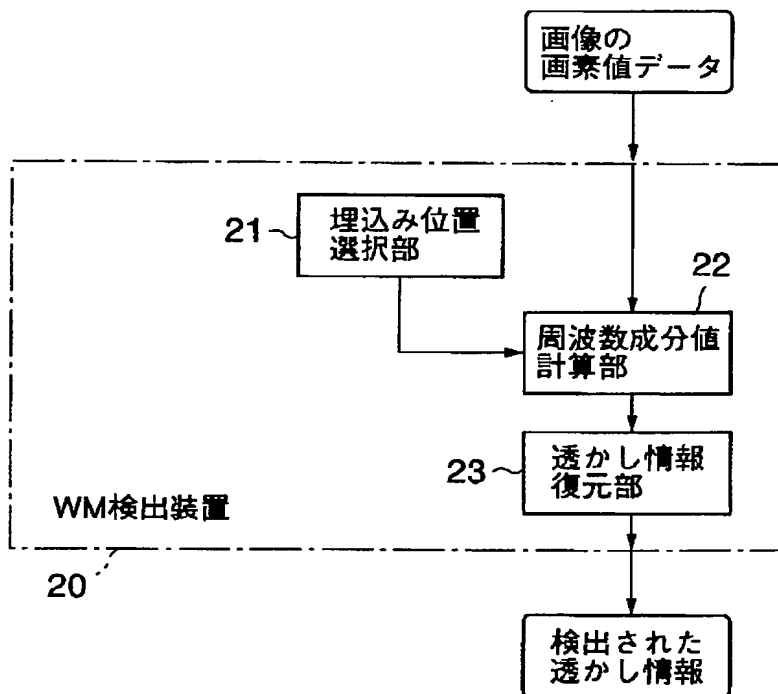 画像の
画素値データ
21
埋込み位置
選択部
22
周波数成分値
計算部
23
透かし情報
復元部
WM検出装置
20
検出された
透かし情報